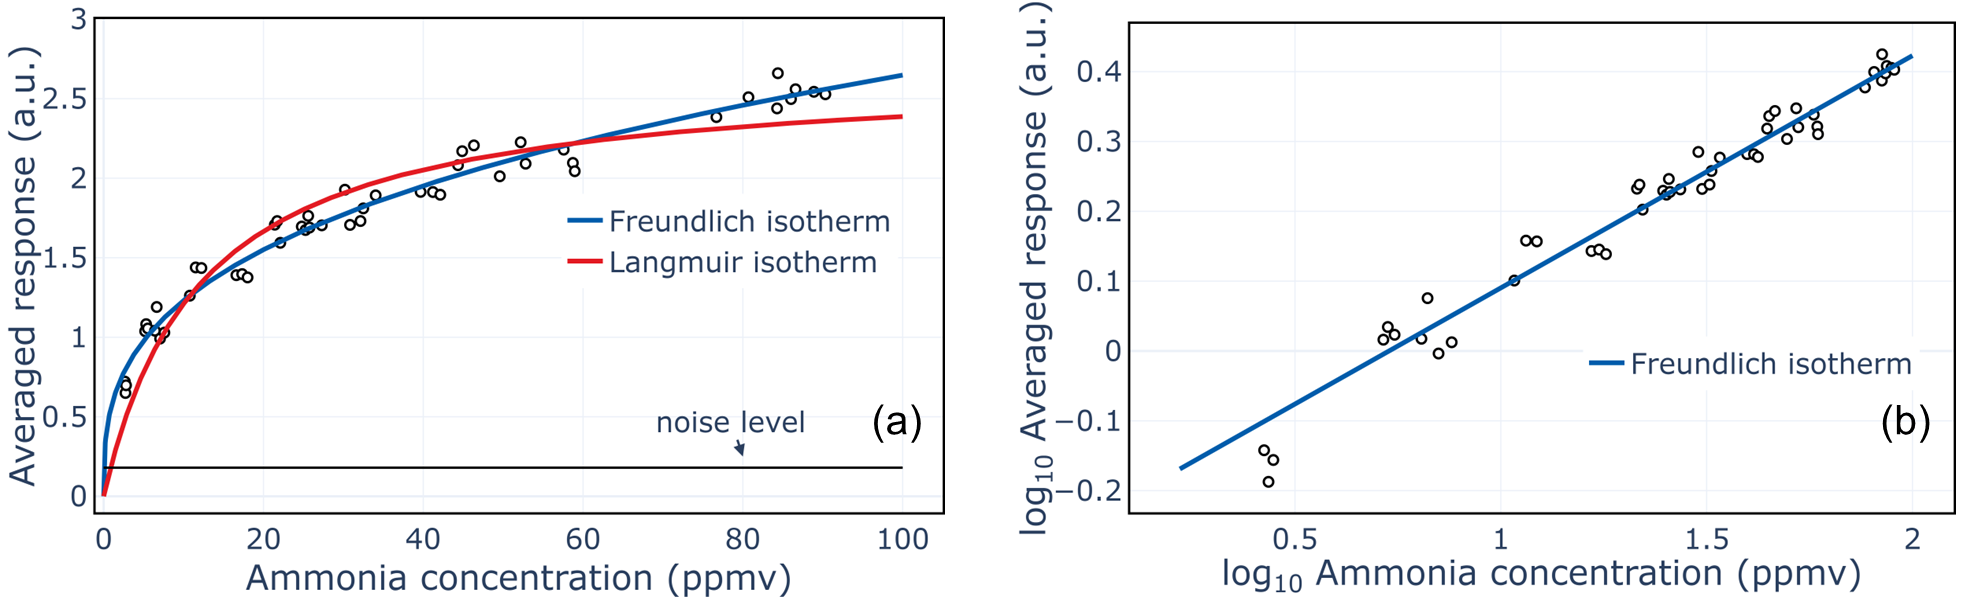 Averaged response (a.u.)
3
2.5
2
1.5
1
0.5
0
Freundlich isotherm
Langmuir isotherm
noise level
(a)
0 20 40 60 80 100
Ammonia concentration (ppmv)
log₁₀ Averaged response (a.u.)
0.4
0.3
0.2
0.1
0
−0.1
−0.2
Freundlich isotherm
(b)
0.5 1 1.5 2
log₁₀ Ammonia concentration (ppmv)